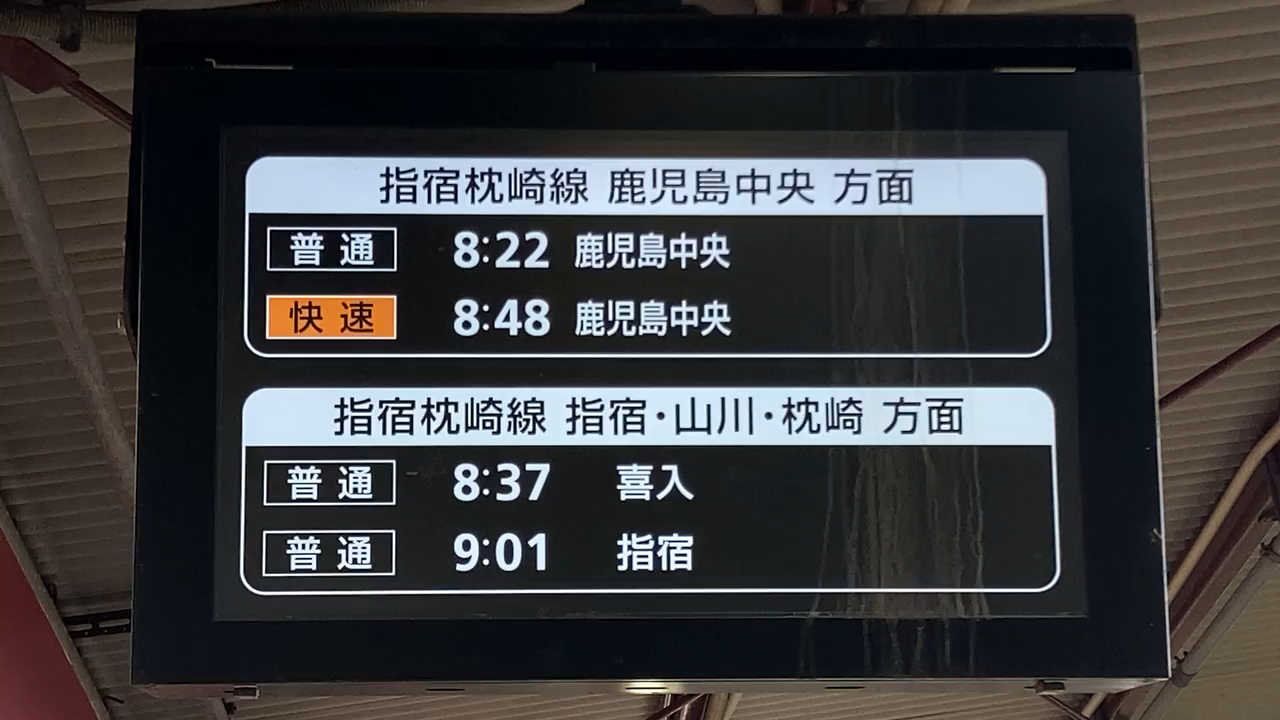 指宿枕崎線 鹿児島中央 方面
普通 8:22 鹿児島中央
快速 8:48 鹿児島中央
指宿枕崎線 指宿・山川・枕崎 方面
普通 8:37 喜入
普通 9:01 指宿